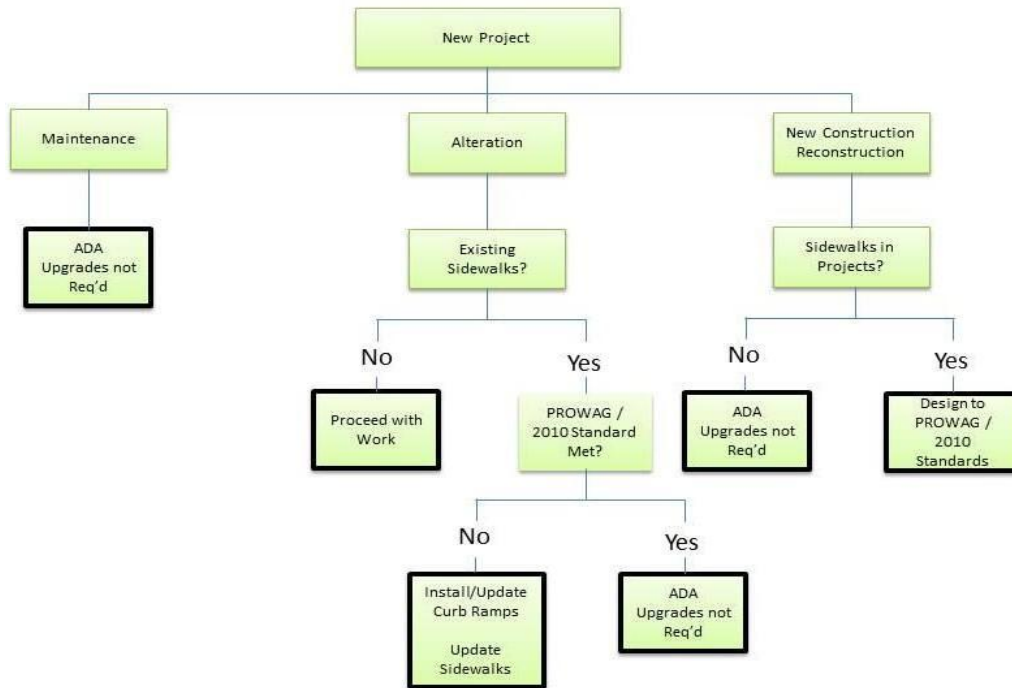 New Project
Maintenance
Alteration
New Construction
Reconstruction
ADA
Upgrades not
Req'd
Existing
Sidewalks?
Sidewalks in
Projects?
No
Yes
No
Yes
Proceed with
Work
PROWAG /
2010 Standard
Met?
ADA
Upgrades not
Req'd
Design to
PROWAG /
2010
Standards
No
Yes
Install/Update
Curb Ramps
Update
Sidewalks
ADA
Upgrades not
Req'd